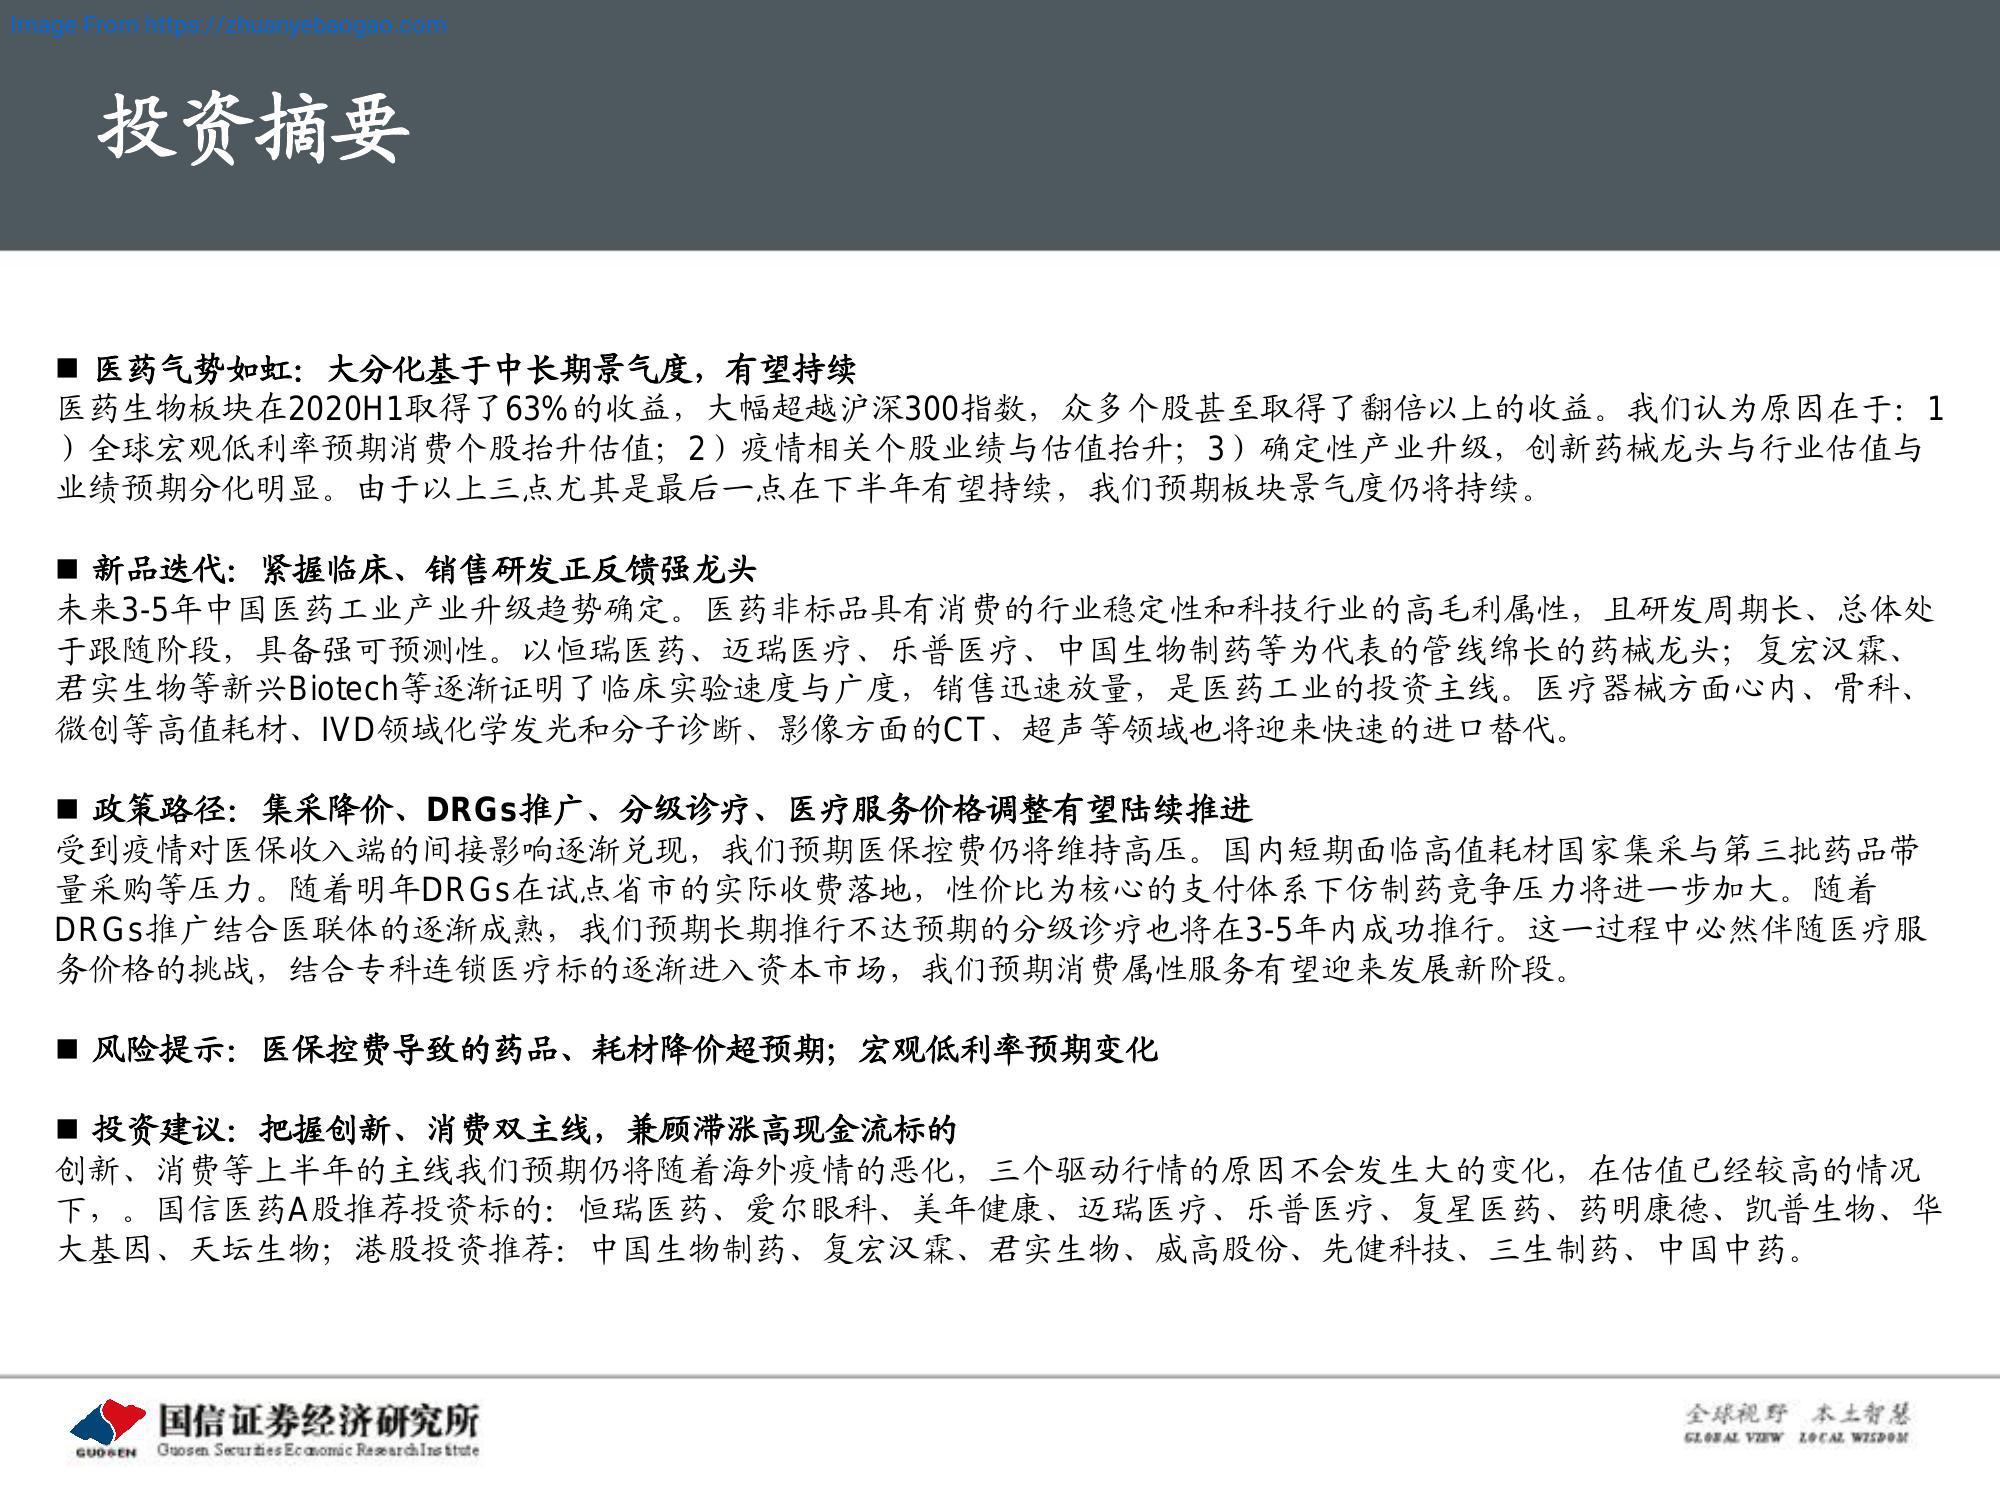 Image From https://zhuanyebaogao.com
投资摘要
■ 医药气势如虹：大分化基于中长期景气度，有望持续
医药生物板块在2020H1取得了63%的收益，大幅超越沪深300指数，众多个股甚至取得了翻倍以上的收益。我们认为原因在于：1
）全球宏观低利率预期消费个股抬升估值；2）疫情相关个股业绩与估值抬升；3）确定性产业升级，创新药械龙头与行业估值与
业绩预期分化明显。由于以上三点尤其是最后一点在下半年有望持续，我们预期板块景气度仍将持续。
■ 新品迭代：紧握临床、销售研发正反馈强龙头
未来3-5年中国医药工业产业升级趋势确定。医药非标品具有消费的行业稳定性和科技行业的高毛利属性，且研发周期长、总体处
于跟随阶段，具备强可预测性。以恒瑞医药、迈瑞医疗、乐普医疗、中国生物制药等为代表的管线绵长的药械龙头；复宏汉霖、
君实生物等新兴Biotech等逐渐证明了临床实验速度与广度，销售迅速放量，是医药工业的投资主线。医疗器械方面心内、骨科、
微创等高值耗材、IVD领域化学发光和分子诊断、影像方面的CT、超声等领域也将迎来快速的进口替代。
■ 政策路径：集采降价、DRGs推广、分级诊疗、医疗服务价格调整有望陆续推进
受到疫情对医保收入端的间接影响逐渐兑现，我们预期医保控费仍将维持高压。国内短期面临高值耗材国家集采与第三批药品带
量采购等压力。随着明年DRGs在试点省市的实际收费落地，性价比为核心的支付体系下仿制药竞争压力将进一步加大。随着
DRGs推广结合医联体的逐渐成熟，我们预期长期推行不达预期的分级诊疗也将在3-5年内成功推行。这一过程中必然伴随医疗服
务价格的挑战，结合专科连锁医疗标的逐渐进入资本市场，我们预期消费属性服务有望迎来发展新阶段。
■ 风险提示：医保控费导致的药品、耗材降价超预期；宏观低利率预期变化
■ 投资建议：把握创新、消费双主线，兼顾滞涨高现金流标的
创新、消费等上半年的主线我们预期仍将随着海外疫情的恶化，三个驱动行情的原因不会发生大的变化，在估值已经较高的情况
下，。国信医药A股推荐投资标的：恒瑞医药、爱尔眼科、美年健康、迈瑞医疗、乐普医疗、复星医药、药明康德、凯普生物、华
大基因、天坛生物；港股投资推荐：中国生物制药、复宏汉霖、君实生物、威高股份、先健科技、三生制药、中国中药。
GUOSEN
国信证券经济研究所
Guosen Securities Economic Research Institute
全球视野 本土智慧
GLOBAL VIEW LOCAL WISDOM